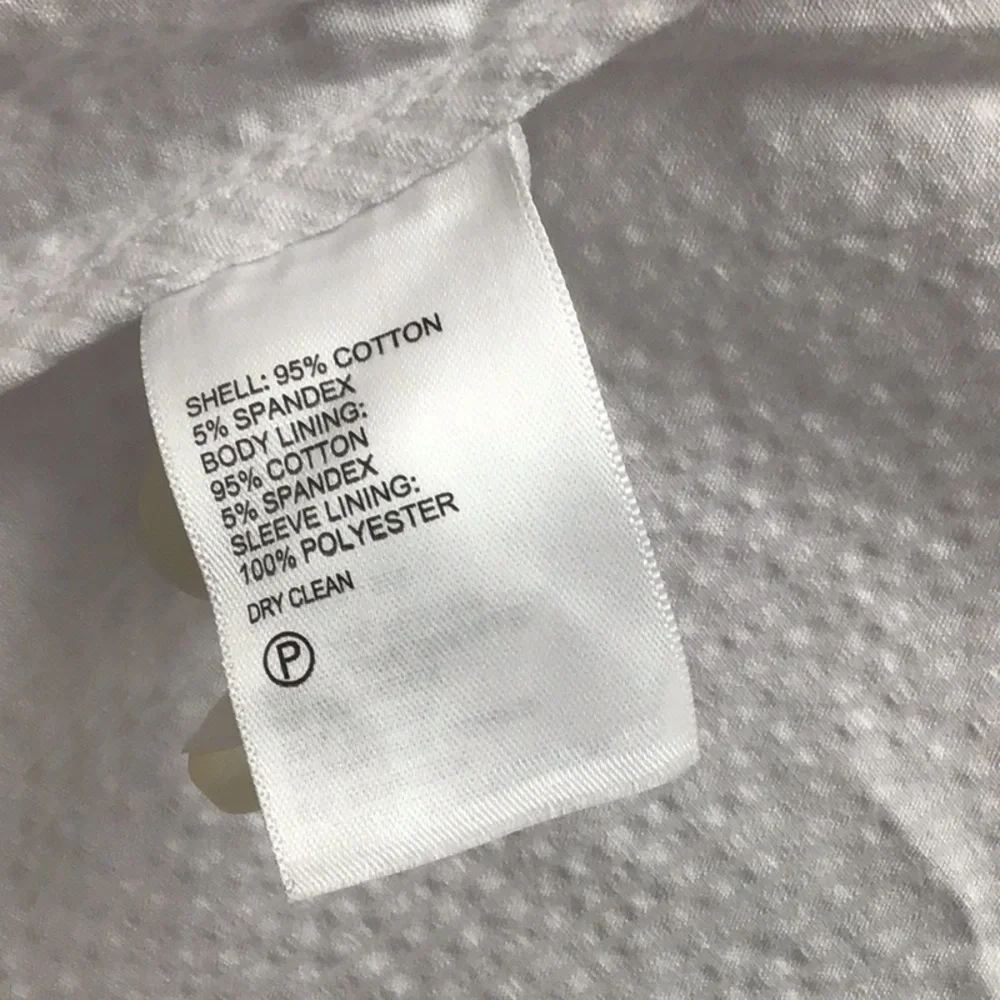 SHELL: 95% COTTON
5% SPANDEX
BODY LINING:
95% COTTON
5% SPANDEX
SLEEVE LINING:
100% POLYESTER
DRY CLEAN
P